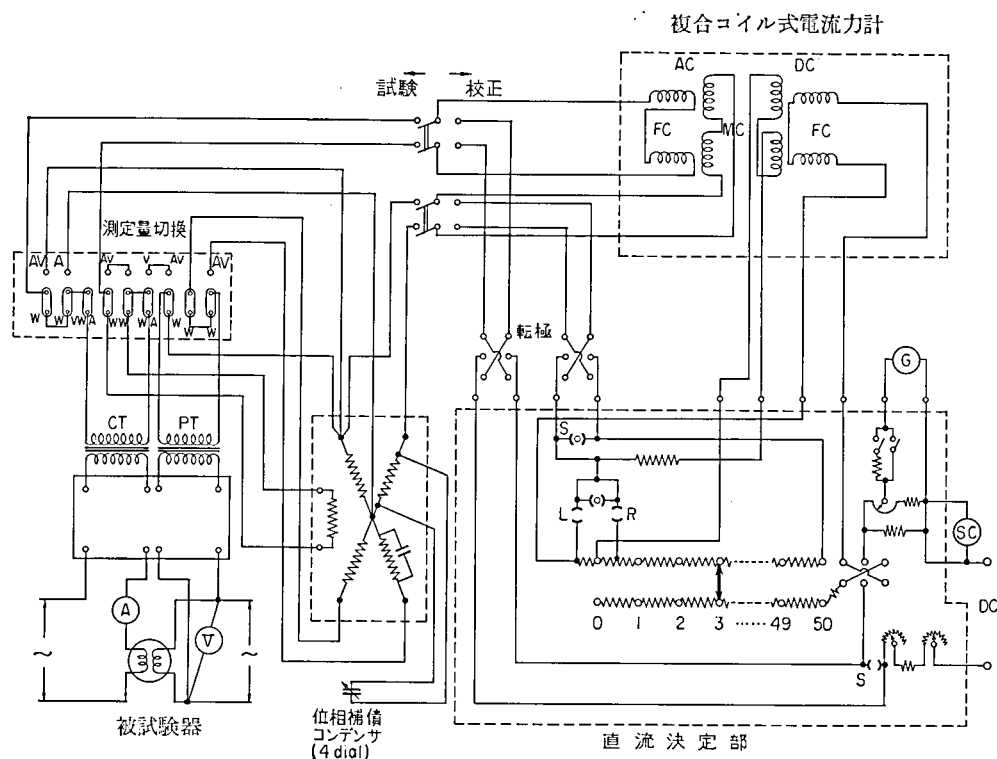 複合コイル式電流力計
試験 校正
AC DC
FC MC FC
測定量切換
AV A AV V AV AV
W W V W A W W W A W W W
転極
G
CT PT
S
L R
SC
A
V
0 1 2 3 ...... 49 50
DC
S
~ ~
被試験器
位相補償
コンデンサ
(4 dial)
直流決定部